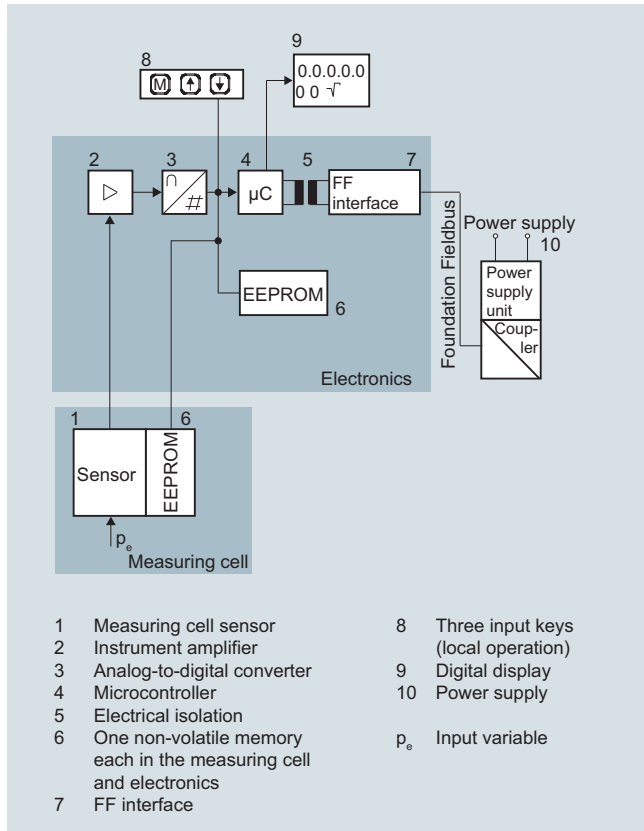 8
9
M
0.0.0.0.0
0 0 √
2
3
4
5
7
∩
#
µC
FF
interface
Power supply
10
Foundation Fieldbus
Power
supply
unit
Coup-
ler
EEPROM
6
Electronics
1
6
Sensor
EEPROM
pe
Measuring cell
1 Measuring cell sensor
2 Instrument amplifier
3 Analog-to-digital converter
4 Microcontroller
5 Electrical isolation
6 One non-volatile memory
each in the measuring cell
and electronics
7 FF interface
8 Three input keys
(local operation)
9 Digital display
10 Power supply
pe Input variable